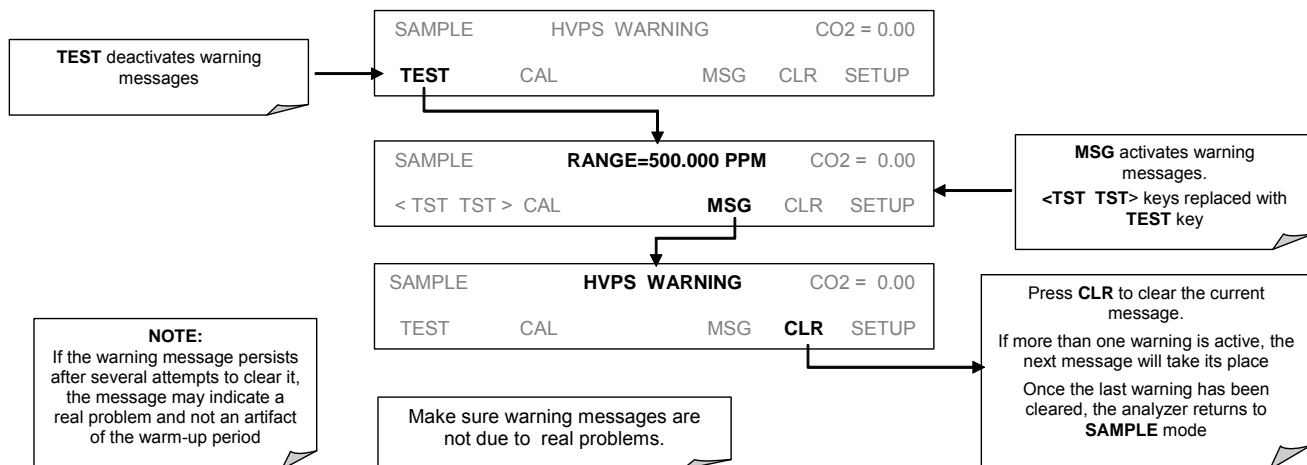 SAMPLE HVPS WARNING CO2 = 0.00
TEST CAL MSG CLR SETUP
TEST deactivates warning
messages
SAMPLE RANGE=500.000 PPM CO2 = 0.00
< TST TST > CAL MSG CLR SETUP
MSG activates warning
messages.
<TST TST> keys replaced with
TEST key
SAMPLE HVPS WARNING CO2 = 0.00
TEST CAL MSG CLR SETUP
Press CLR to clear the current
message.
If more than one warning is active, the
next message will take its place
Once the last warning has been
cleared, the analyzer returns to
SAMPLE mode
NOTE:
If the warning message persists
after several attempts to clear it,
the message may indicate a
real problem and not an artifact
of the warm-up period
Make sure warning messages are
not due to real problems.